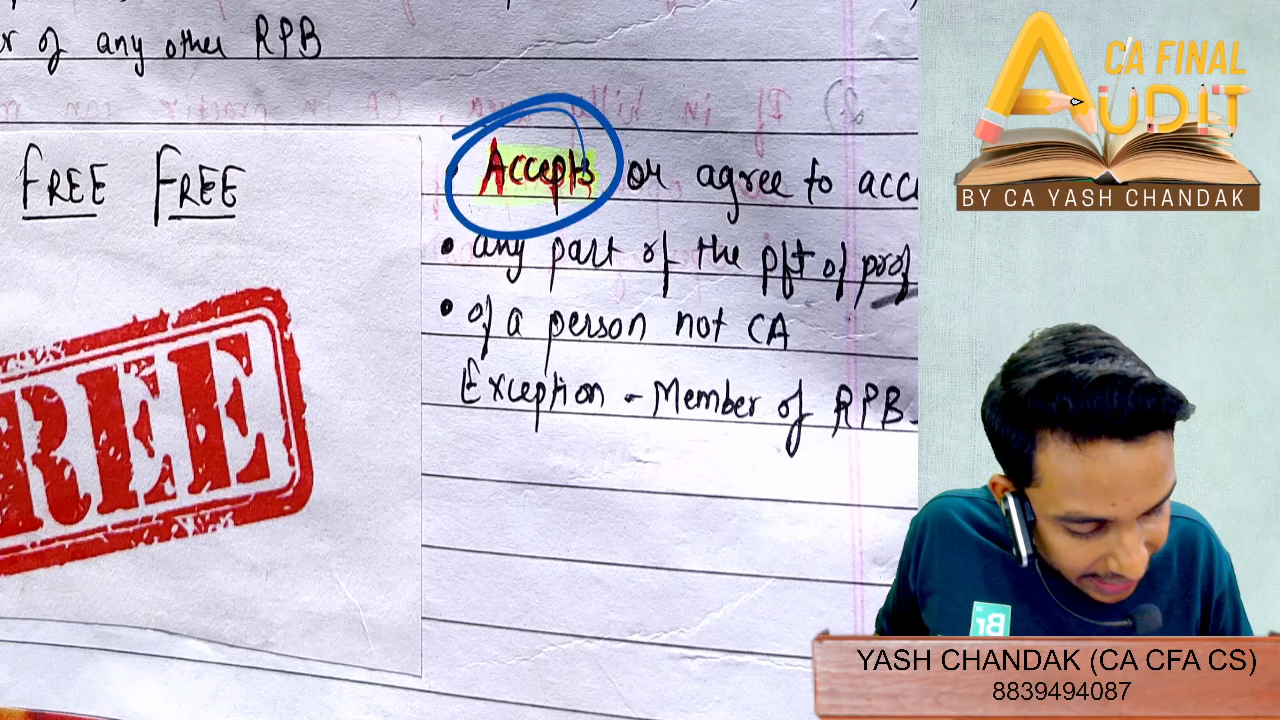 r of any other RPB
FREE FREE
REE
Accepts or agree to acc
• any part of the pft of prof
• of a person not CA
Exception - Member of RPB
CA FINAL
AUDIT
BY CA YASH CHANDAK
Br
YASH CHANDAK (CA CFA CS)
8839494087